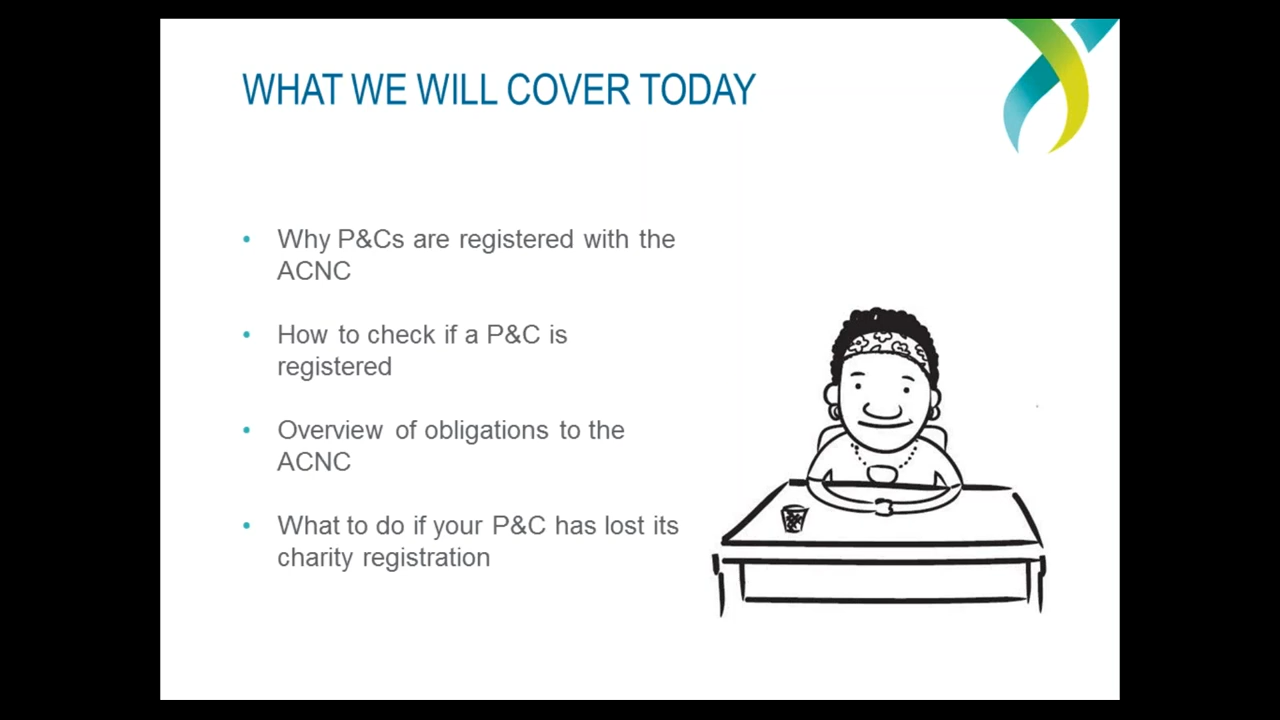 WHAT WE WILL COVER TODAY
• Why P&Cs are registered with the
ACNC
• How to check if a P&C is
registered
• Overview of obligations to the
ACNC
• What to do if your P&C has lost its
charity registration